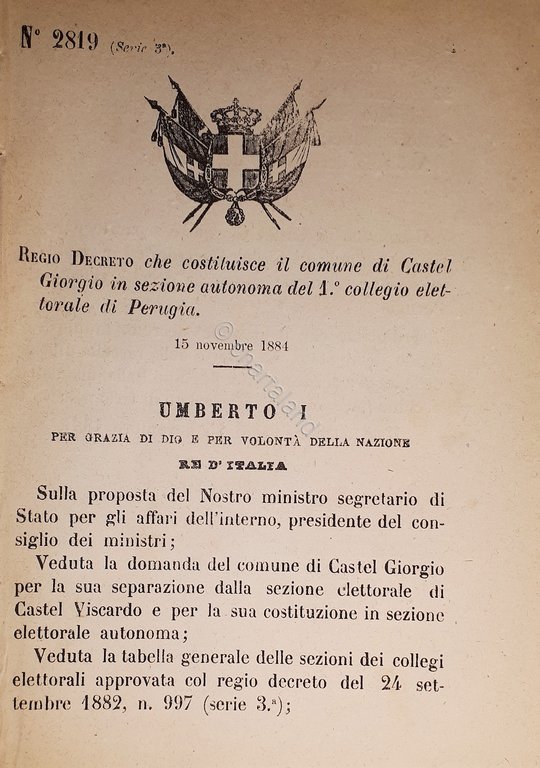 N° 2819 (Serie 3ª).
REGIO DECRETO che costituisce il comune di Castel
Giorgio in sezione autonoma del 1.° collegio elet-
torale di Perugia.
15 novembre 1884
© chartaland
UMBERTO I
PER GRAZIA DI DIO E PER VOLONTÀ DELLA NAZIONE
RE D'ITALIA
Sulla proposta del Nostro ministro segretario di
Stato per gli affari dell'interno, presidente del con-
siglio dei ministri;
Veduta la domanda del comune di Castel Giorgio
per la sua separazione dalla sezione elettorale di
Castel Viscardo e per la sua costituzione in sezione
elettorale autonoma;
Veduta la tabella generale delle sezioni dei collegi
elettorali approvata col regio decreto del 24 set-
tembre 1882, n. 997 (serie 3.ª);